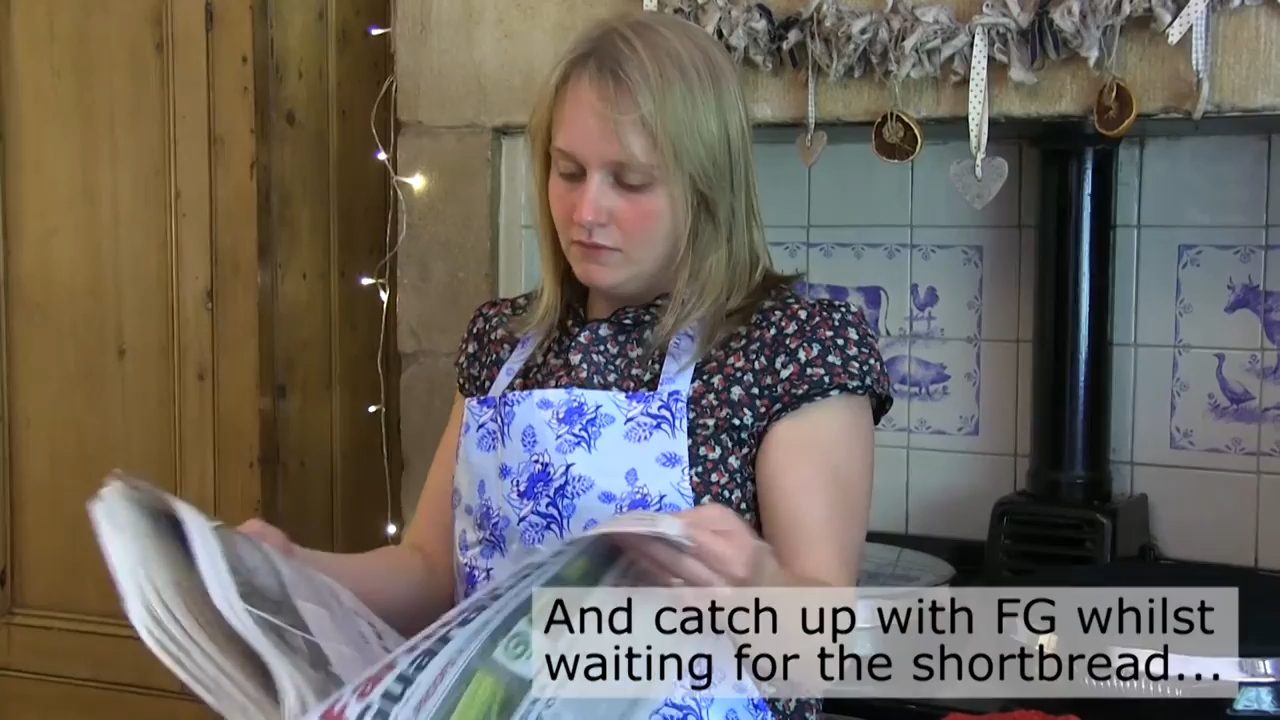 And catch up with FG whilst
waiting for the shortbread...